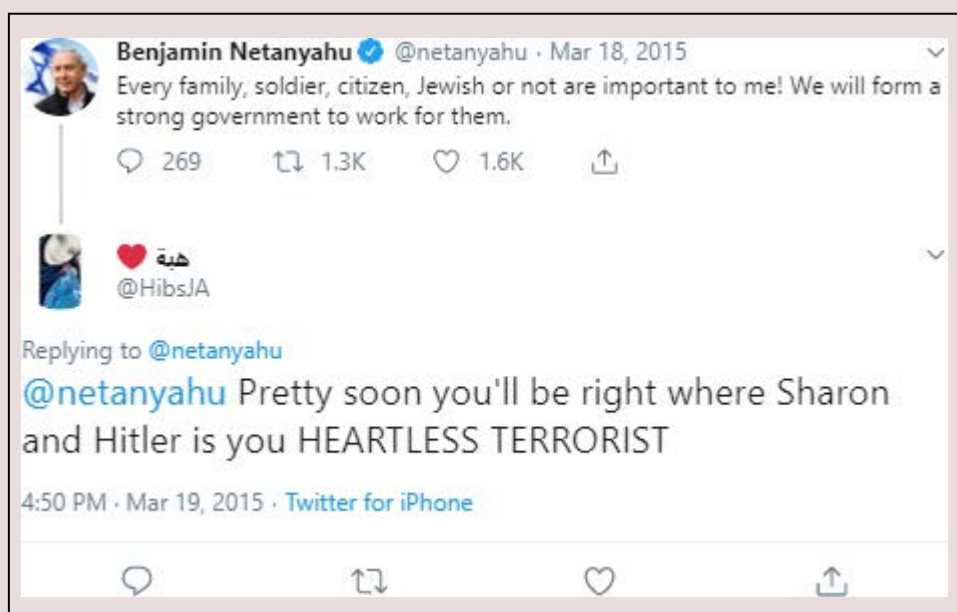 Benjamin Netanyahu @netanyahu · Mar 18, 2015
Every family, soldier, citizen, Jewish or not are important to me! We will form a
strong government to work for them.
269 1.3K 1.6K
هبة
@HibsJA
Replying to @netanyahu
@netanyahu Pretty soon you'll be right where Sharon
and Hitler is you HEARTLESS TERRORIST
4:50 PM · Mar 19, 2015 · Twitter for iPhone